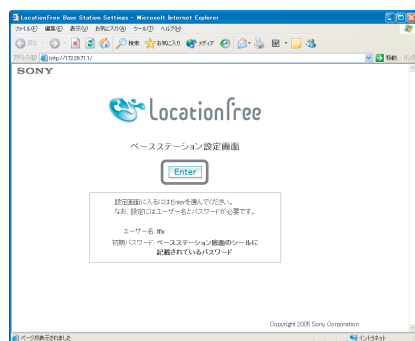 LocationFree Base Station Settings - Microsoft Internet Explorer
ファイル(F) 編集(E) 表示(V) お気に入り(A) ツール(T) ヘルプ(H)
戻る 検索 お気に入り メディア
アドレス(D) http://172.29.71.1/ 移動 リンク
SONY
LocationFree
ベースステーション設定画面
Enter
設定画面に入るにはEnterを選んでください。
なお、設定にはユーザー名とパスワードが必要です。
ユーザー名: lfx
初期パスワード: ベースステーション底面のシールに
記載されているパスワード
Copyright 2005 Sony Corporation
ページが表示されました イントラネット